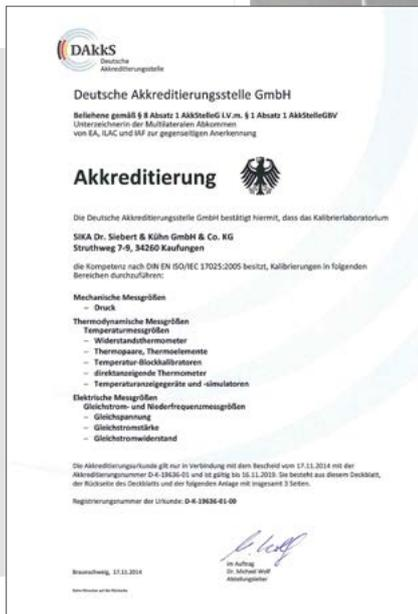 DAkkS
Deutsche
Akkreditierungsstelle
Deutsche Akkreditierungsstelle GmbH
Beliehene gemäß § 8 Absatz 1 AkkStelleG i.V.m. § 1 Absatz 1 AkkStelleGBV
Unterzeichnerin der Multilateralen Abkommen
von EA, ILAC und IAF zur gegenseitigen Anerkennung
Akkreditierung
Die Deutsche Akkreditierungsstelle GmbH bestätigt hiermit, dass das Kalibrierlaboratorium
SIKA Dr. Siebert & Kühn GmbH & Co. KG
Struthweg 7-9, 34260 Kaufungen
die Kompetenz nach DIN EN ISO/IEC 17025:2005 besitzt, Kalibrierungen in folgenden
Bereichen durchzuführen:
Mechanische Messgrößen
– Druck
Thermodynamische Messgrößen
Temperaturmessgrößen
– Widerstandsthermometer
– Thermopaare, Thermoelemente
– Temperatur-Blockkalibratoren
– direktanzeigende Thermometer
– Temperaturanzeigegeräte und -simulatoren
Elektrische Messgrößen
Gleichstrom- und Niederfrequenzmessgrößen
– Gleichspannung
– Gleichstromstärke
– Gleichstromwiderstand
Die Akkreditierungsurkunde gilt nur in Verbindung mit dem Bescheid vom 17.11.2014 mit der
Akkreditierungsnummer D-K-19636-01 und ist gültig bis 16.11.2019. Sie besteht aus diesem Deckblatt,
der Rückseite des Deckblatts und der folgenden Anlage mit insgesamt 3 Seiten.
Registrierungsnummer der Urkunde: D-K-19636-01-00
Braunschweig, 17.11.2014
Im Auftrag
Dr. Michael Wolf
Abteilungsleiter
Siehe Hinweise auf der Rückseite